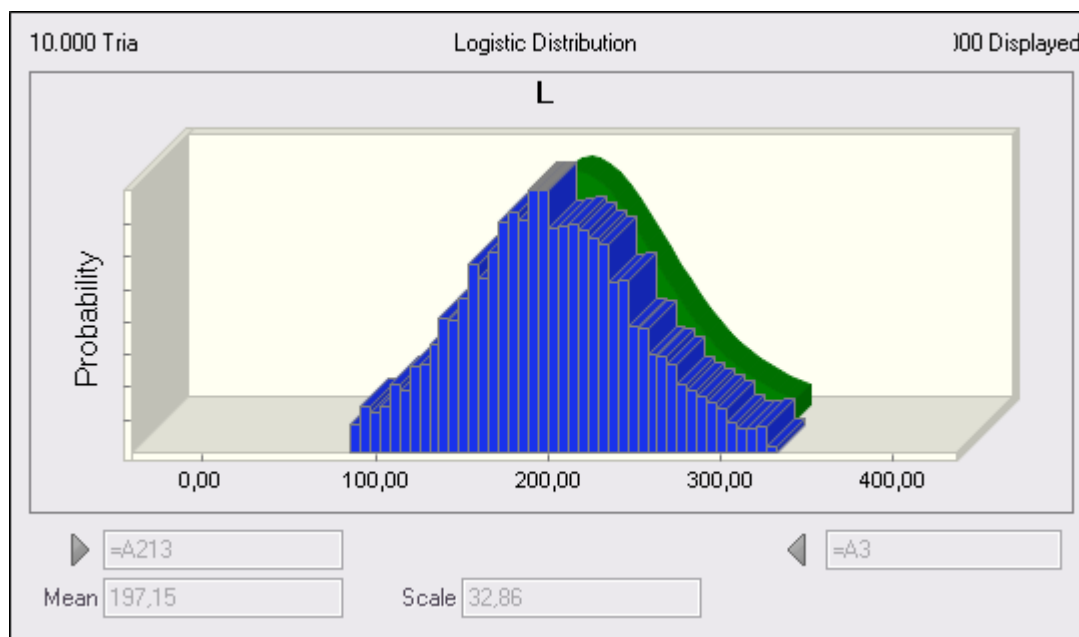 10.000 Tria
Logistic Distribution
)00 Displayed
L
Probability
0,00 100,00 200,00 300,00 400,00
=A213
=A3
Mean 197,15 Scale 32,86